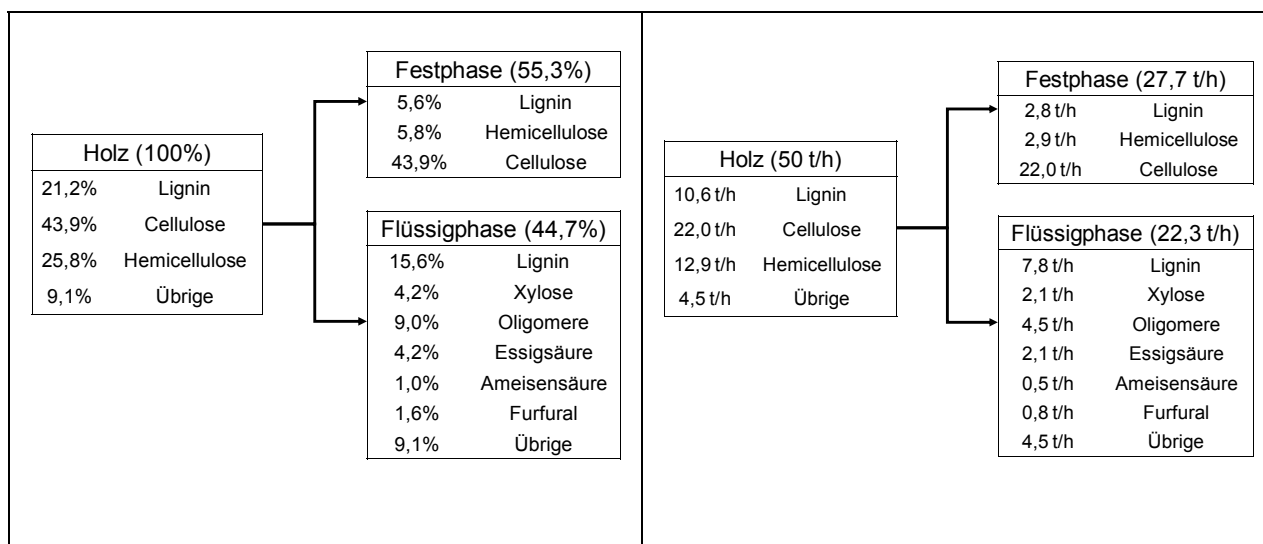 Holz (100%)
21,2% Lignin
43,9% Cellulose
25,8% Hemicellulose
9,1% Übrige
Festphase (55,3%)
5,6% Lignin
5,8% Hemicellulose
43,9% Cellulose
Flüssigphase (44,7%)
15,6% Lignin
4,2% Xylose
9,0% Oligomere
4,2% Essigsäure
1,0% Ameisensäure
1,6% Furfural
9,1% Übrige
Holz (50 t/h)
10,6 t/h Lignin
22,0 t/h Cellulose
12,9 t/h Hemicellulose
4,5 t/h Übrige
Festphase (27,7 t/h)
2,8 t/h Lignin
2,9 t/h Hemicellulose
22,0 t/h Cellulose
Flüssigphase (22,3 t/h)
7,8 t/h Lignin
2,1 t/h Xylose
4,5 t/h Oligomere
2,1 t/h Essigsäure
0,5 t/h Ameisensäure
0,8 t/h Furfural
4,5 t/h Übrige